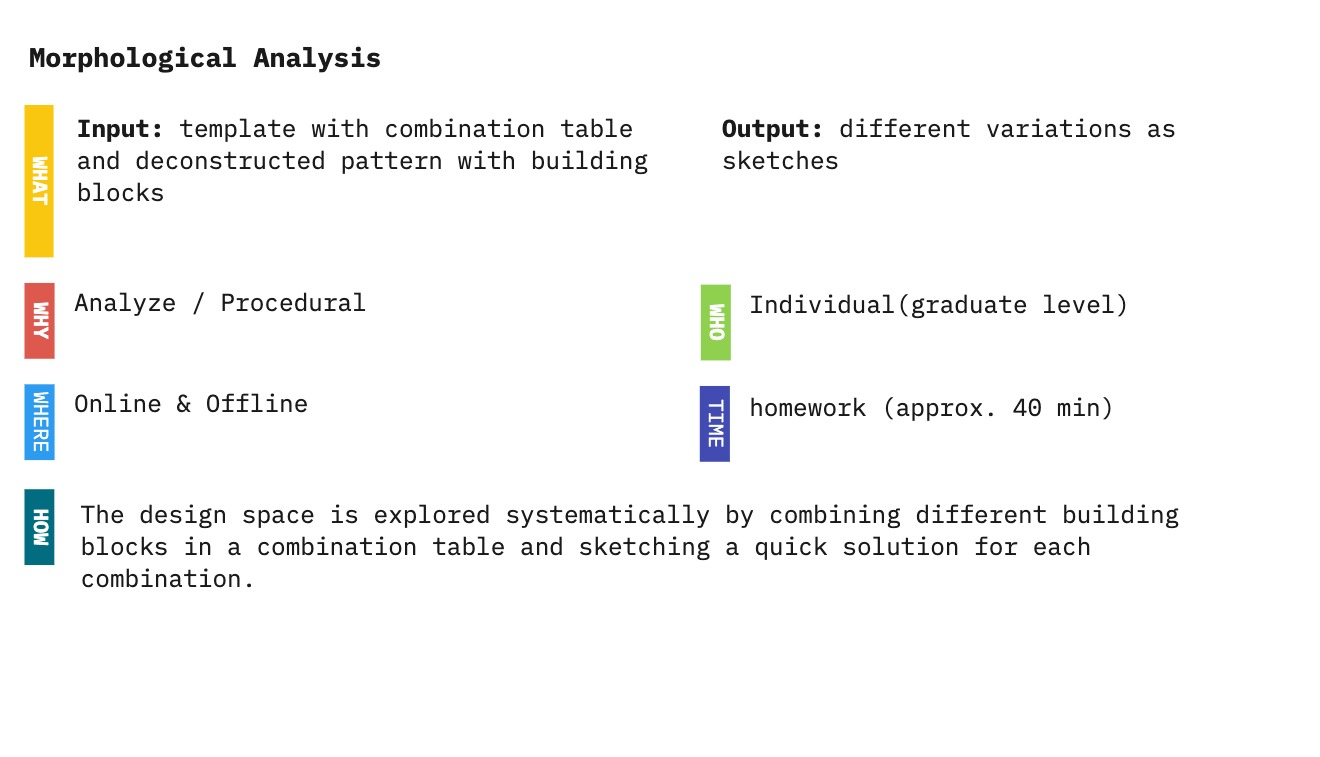 Morphological Analysis
WHAT
Input: template with combination table
and deconstructed pattern with building
blocks
Output: different variations as
sketches
WHY
Analyze / Procedural
WHO
Individual(graduate level)
WHERE
Online & Offline
TIME
homework (approx. 40 min)
HOW
The design space is explored systematically by combining different building
blocks in a combination table and sketching a quick solution for each
combination.